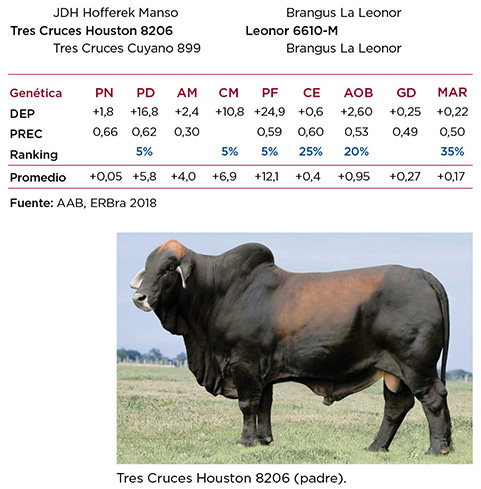 JDH Hofferek Manso Brangus La Leonor
Tres Cruces Houston 8206 Leonor 6610-M
Tres Cruces Cuyano 899 Brangus La Leonor
Genética PN PD AM CM PF CE AOB GD MAR
DEP +1,8 +16,8 +2,4 +10,8 +24,9 +0,6 +2,60 +0,25 +0,22
PREC 0,66 0,62 0,30 0,59 0,60 0,53 0,49 0,50
Ranking 5% 5% 5% 25% 20% 35%
Promedio +0,05 +5,8 +4,0 +6,9 +12,1 +0,4 +0,95 +0,27 +0,17
Fuente: AAB, ERBra 2018
Tres Cruces Houston 8206 (padre).